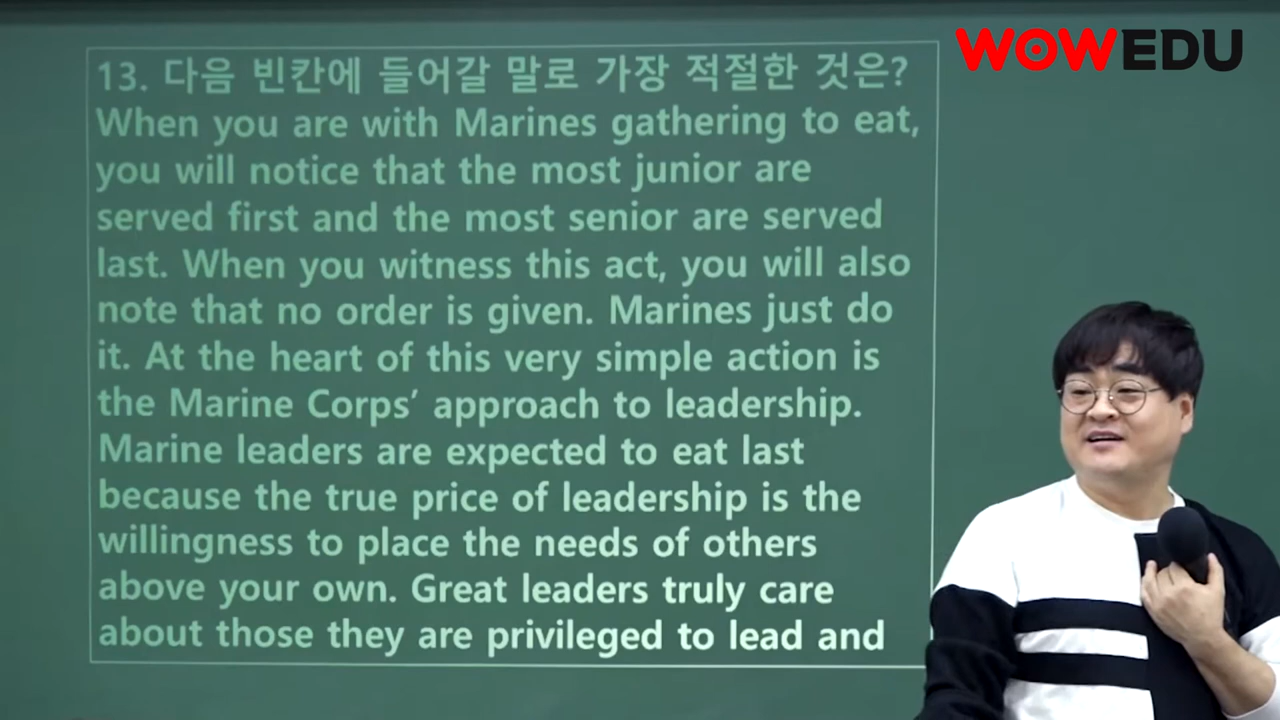 WOWEDU
13. 다음 빈칸에 들어갈 말로 가장 적절한 것은?
When you are with Marines gathering to eat,
you will notice that the most junior are
served first and the most senior are served
last. When you witness this act, you will also
note that no order is given. Marines just do
it. At the heart of this very simple action is
the Marine Corps’ approach to leadership.
Marine leaders are expected to eat last
because the true price of leadership is the
willingness to place the needs of others
above your own. Great leaders truly care
about those they are privileged to lead and